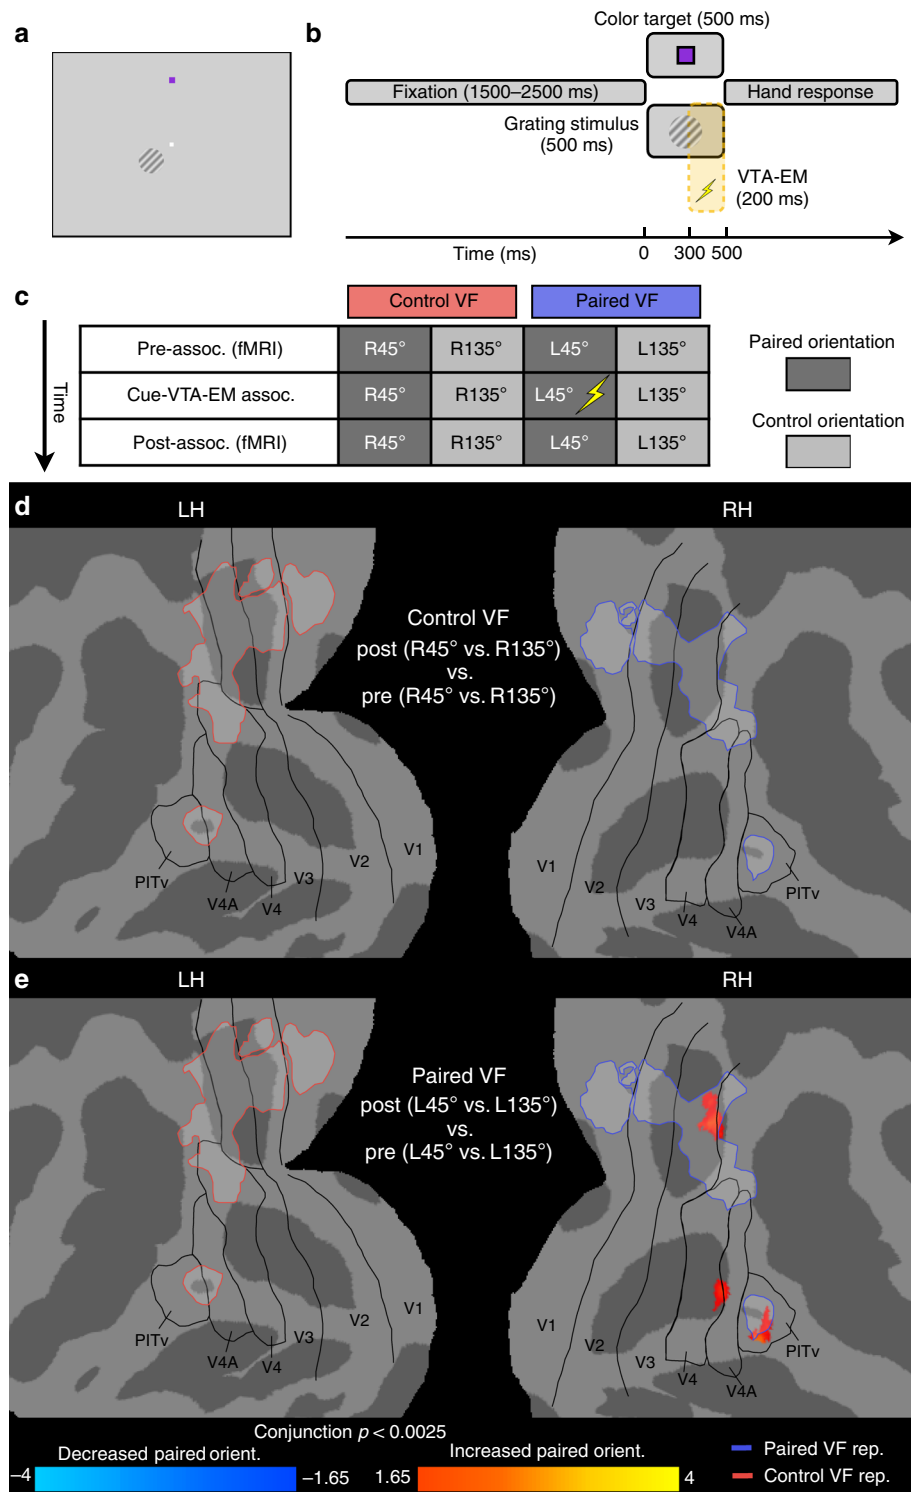 a
b
Color target (500 ms)
Fixation (1500–2500 ms)
Hand response
Grating stimulus
(500 ms)
VTA-EM
(200 ms)
Time (ms)
0 300 500
c
Control VF
Paired VF
Time
Pre-assoc. (fMRI) R45° R135° L45° L135°
Cue-VTA-EM assoc. R45° R135° L45° L135°
Post-assoc. (fMRI) R45° R135° L45° L135°
Paired orientation
Control orientation
d
LH
RH
Control VF
post (R45° vs. R135°)
vs.
pre (R45° vs. R135°)
PITv
V4A
V4
V3
V2
V1
V1
V2
V3
V4
V4A
PITv
e
LH
RH
Paired VF
post (L45° vs. L135°)
vs.
pre (L45° vs. L135°)
PITv
V4A
V4
V3
V2
V1
V1
V2
V3
V4
V4A
PITv
Conjunction p < 0.0025
Decreased paired orient.
Increased paired orient.
–4
–1.65
1.65
4
Paired VF rep.
Control VF rep.